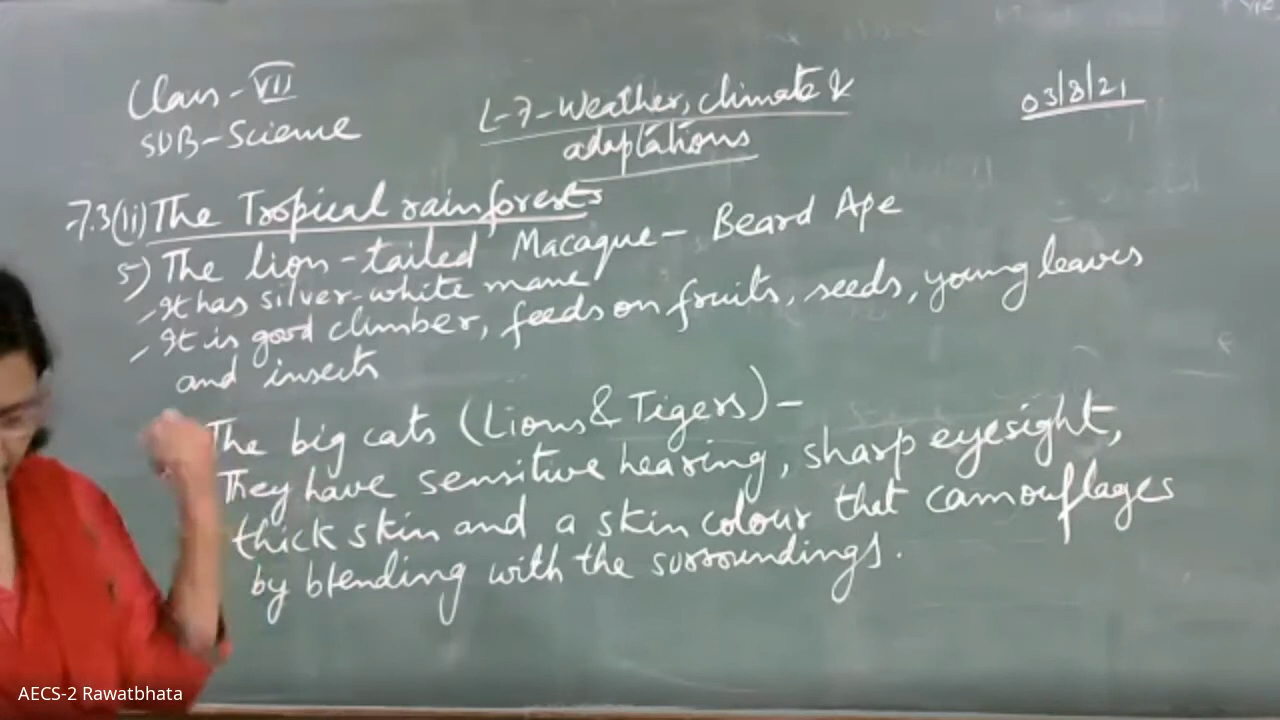 Class - VII
SUB - Science
L-7 - Weather, climate &
adaptations
03/8/21
7.3(ii) The Tropical rainforests
5) The lion-tailed Macaque - Beard Ape
- It has silver-white mane
- It is good climber, feeds on fruits, seeds, young leaves
and insects
The big cats (Lions & Tigers) -
They have sensitive hearing, sharp eyesight,
thick skin and a skin colour that camouflages
by blending with the surroundings.
AECS-2 Rawatbhata